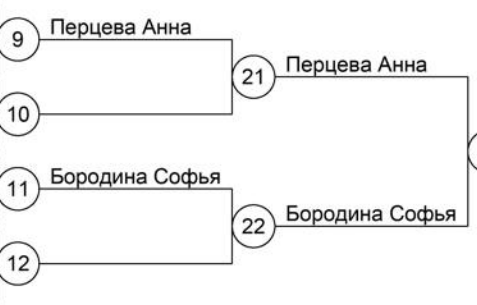 9 Перцева Анна
21 Перцева Анна
10
11 Бородина Софья
22 Бородина Софья
12